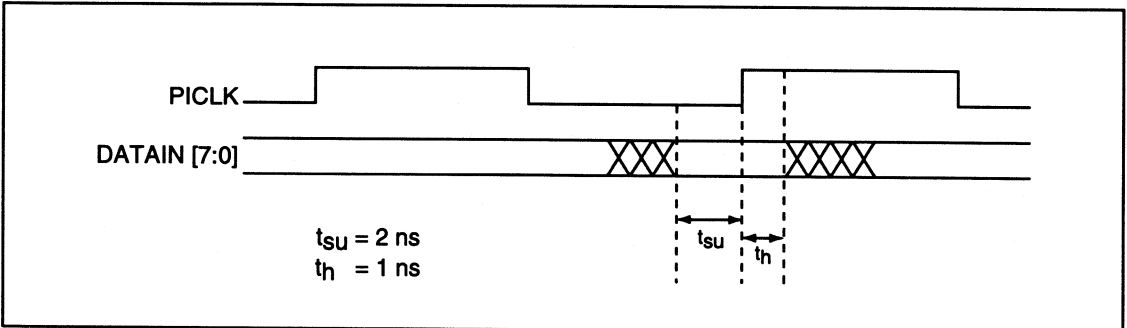 PICLK
DATAIN [7:0]
tsu
th
tsu = 2 ns
th = 1 ns